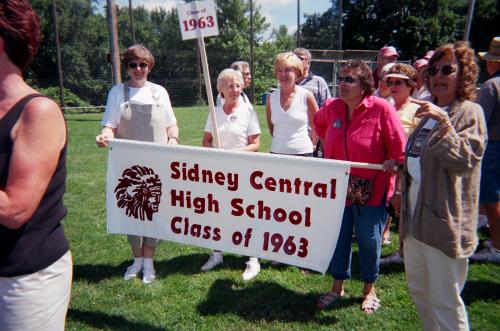 Class of
1963
Sidney Central
High School
Class of 1963